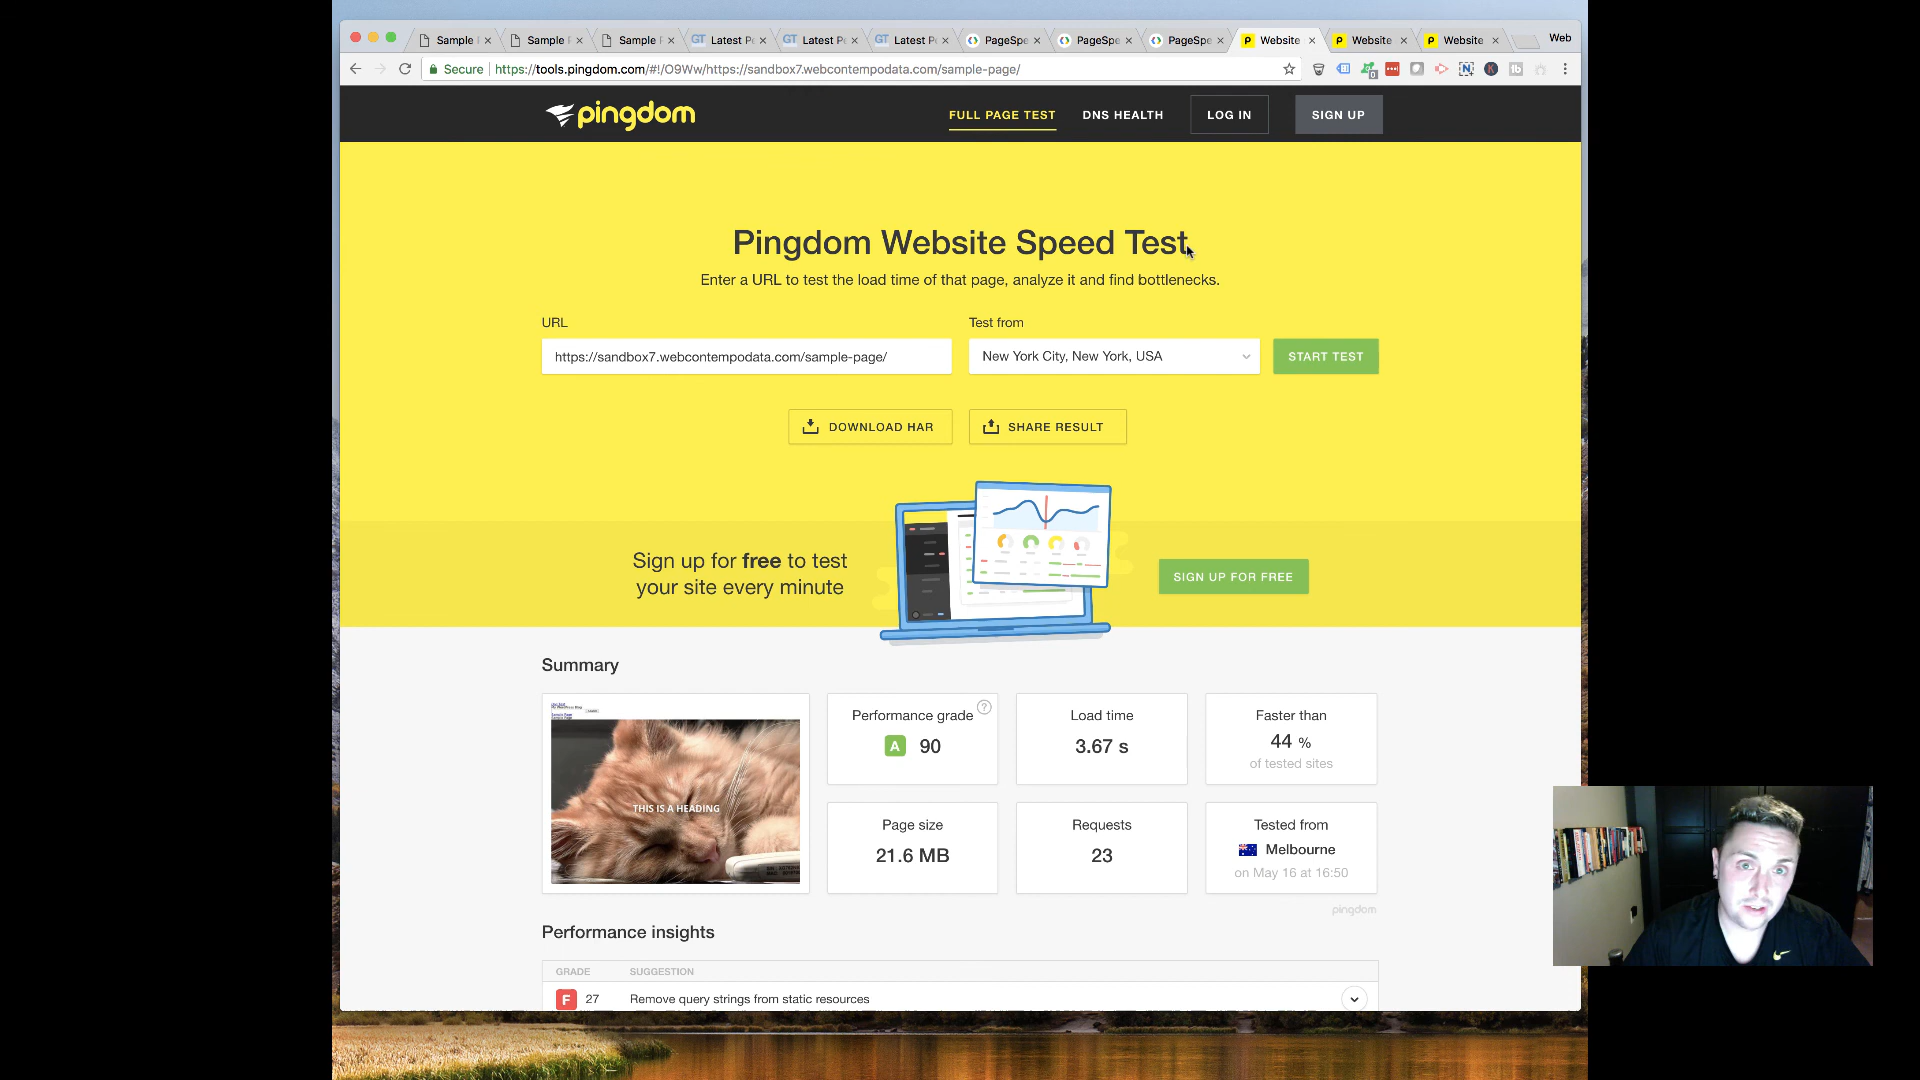 Sample
Sample
Sample
GT Latest
GT Latest
GT Latest
PageSpe
PageSpe
PageSpe
Website
Website
Website
Web
Secure
https://tools.pingdom.com/#!/O9Ww/https://sandbox7.webcontempodata.com/sample-page/
pingdom
FULL PAGE TEST
DNS HEALTH
LOG IN
SIGN UP
Pingdom Website Speed Test
Enter a URL to test the load time of that page, analyze it and find bottlenecks.
URL
Test from
https://sandbox7.webcontempodata.com/sample-page/
New York City, New York, USA
START TEST
DOWNLOAD HAR
SHARE RESULT
Sign up for free to test
your site every minute
SIGN UP FOR FREE
Summary
THIS IS A HEADING
Performance grade ?
A 90
Load time
3.67 s
Faster than
44 %
of tested sites
Page size
21.6 MB
Requests
23
Tested from
Melbourne
on May 16 at 16:50
pingdom
Performance insights
GRADE SUGGESTION
F 27 Remove query strings from static resources